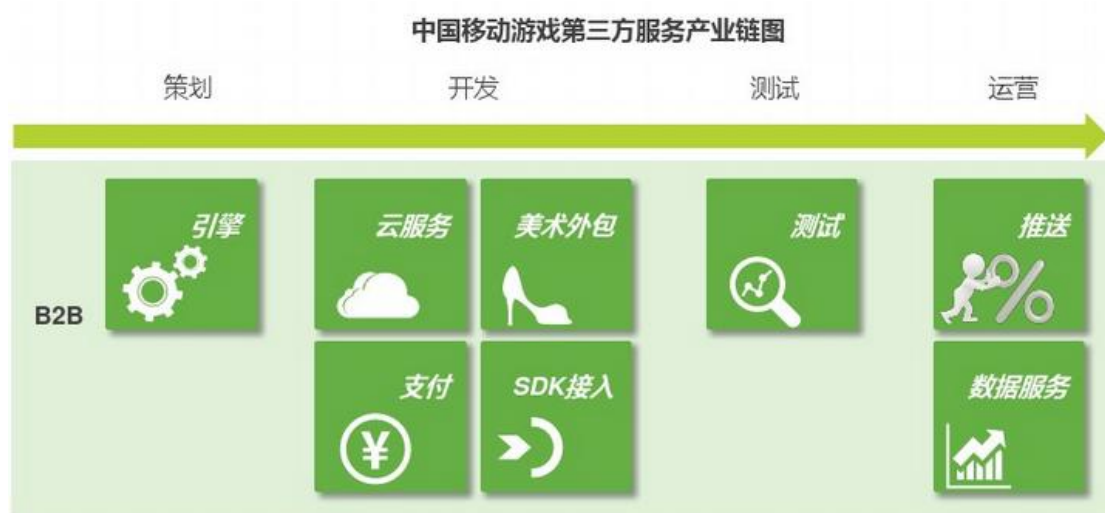 中国移动游戏第三方服务产业链图
策划 开发 测试 运营
引擎 云服务 美术外包 测试 推送
B2B
支付 SDK接入 数据服务